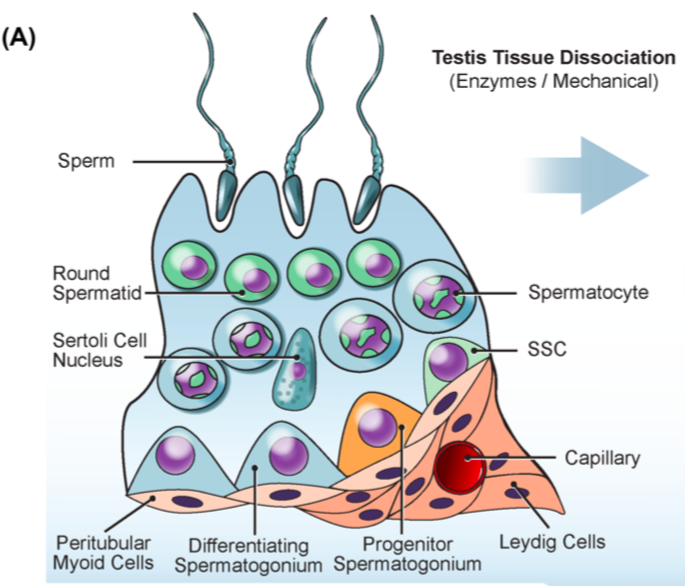 (A)
Testis Tissue Dissociation
(Enzymes / Mechanical)
Sperm
Round
Spermatid
Spermatocyte
Sertoli Cell
Nucleus
SSC
Capillary
Peritubular
Myoid Cells
Differentiating
Spermatogonium
Progenitor
Spermatogonium
Leydig Cells